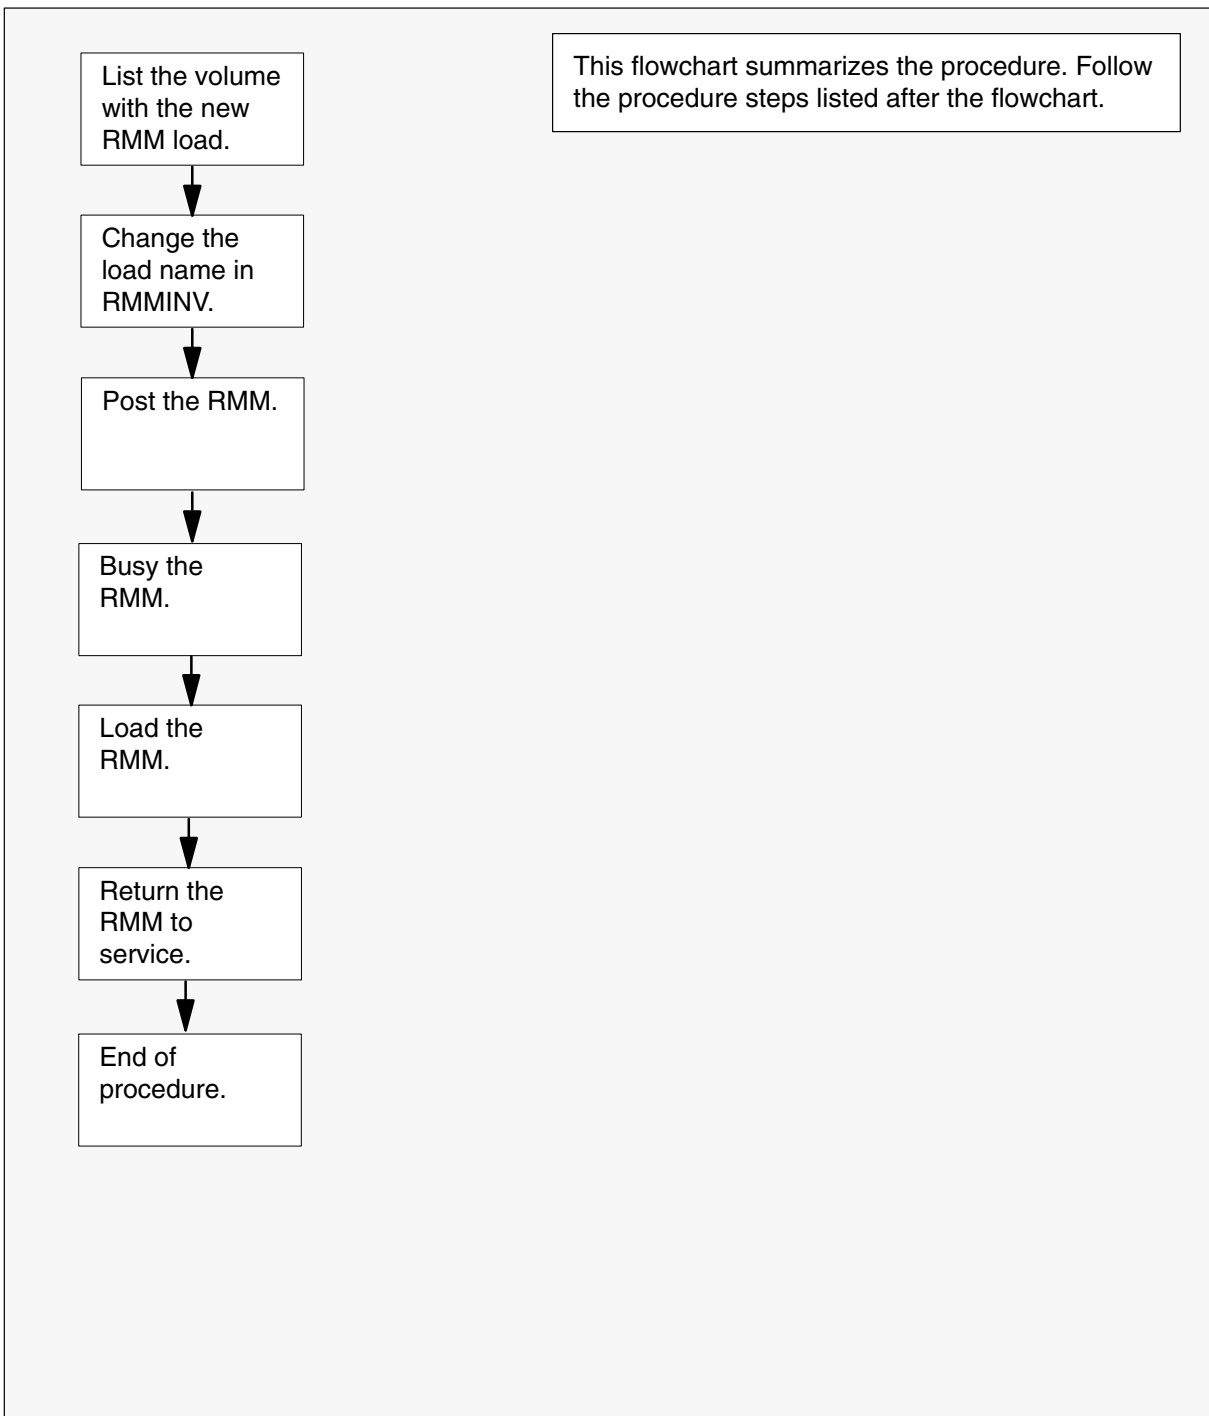 List the volume
with the new
RMM load.
This flowchart summarizes the procedure. Follow
the procedure steps listed after the flowchart.
Change the
load name in
RMMINV.
Post the RMM.
Busy the
RMM.
Load the
RMM.
Return the
RMM to
service.
End of
procedure.